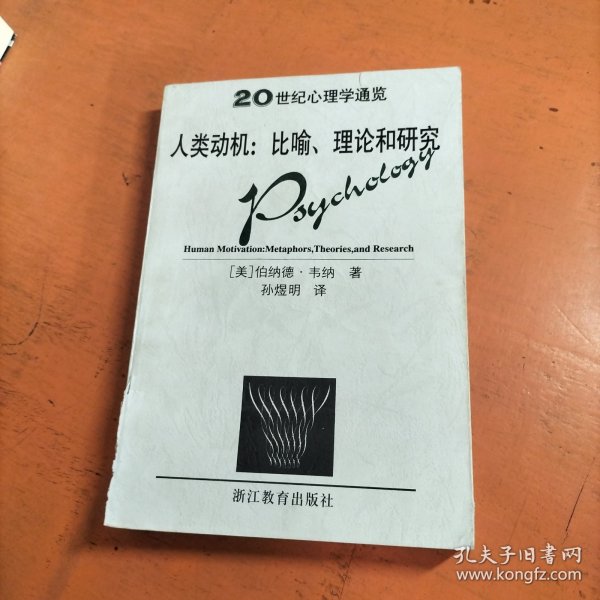 20世纪心理学通览
人类动机：比喻、理论和研究
Psychology
Human Motivation:Metaphors,Theories,and Research
[美]伯纳德·韦纳 著
孙煜明 译
浙江教育出版社
孔夫子旧书网
www.kongfz.com